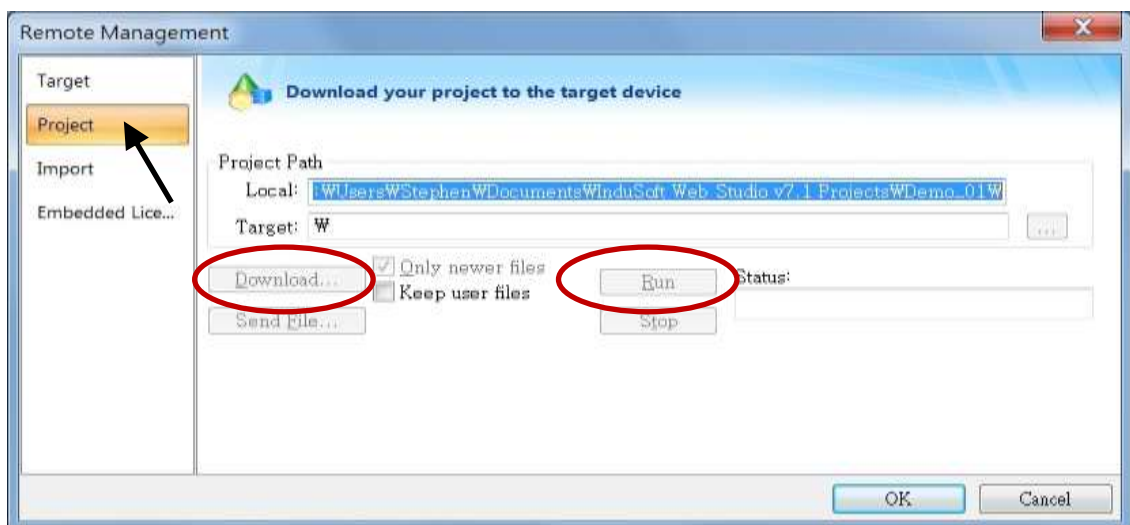 Remote Management
Target
Project
Import
Embedded Lice...
Download your project to the target device
Project Path
Local: :₩Users₩Stephen₩Documents₩InduSoft Web Studio v7.1 Projects₩Demo_01₩
Target: ₩
...
Download...
Only newer files
Keep user files
Run
Status:
Send File...
Stop
OK
Cancel